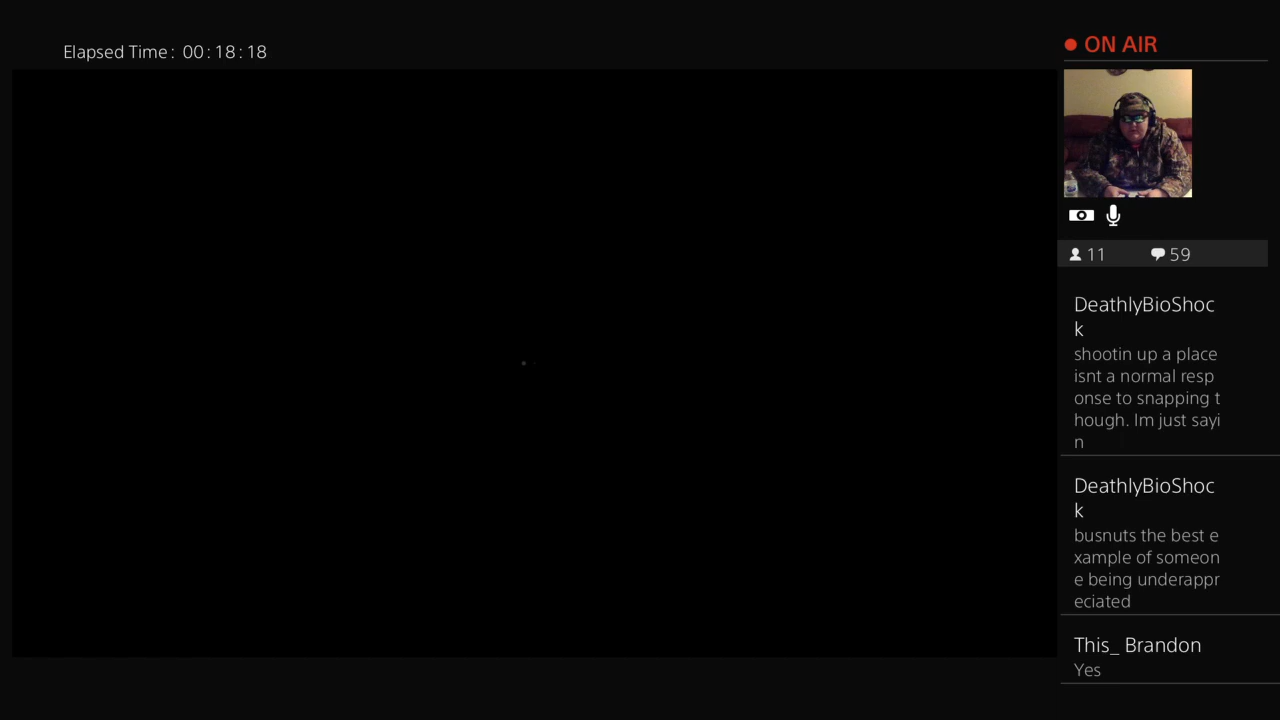 Elapsed Time: 00:18:18
ON AIR
11 59
DeathlyBioShoc
k
shootin up a place
isnt a normal resp
onse to snapping t
hough. Im just sayi
n
DeathlyBioShoc
k
busnuts the best e
xample of someon
e being underappr
eciated
This_ Brandon
Yes